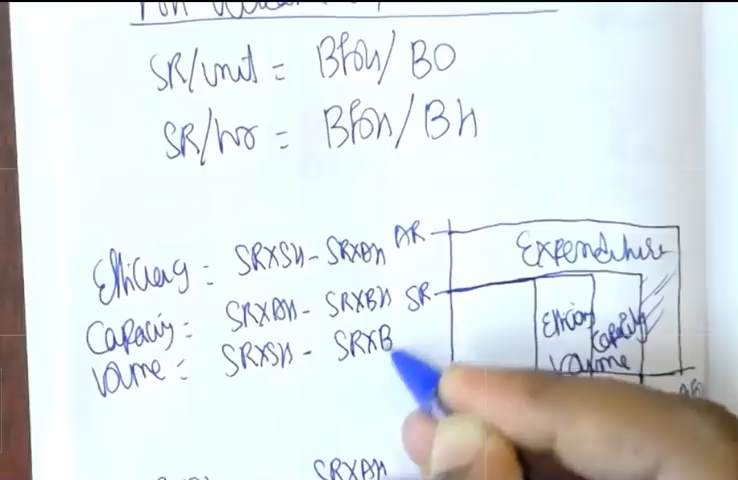 SR/unit = BFOH/ BO
SR/hr = BFOH/ BH
Efficiency : SRXSH - SRXAH
Capacity : SRXAH - SRXBH
Volume = SRXSH - SRXB
AR
SR
Expenditure
Efficiency
Capacity
Volume
SRXAH